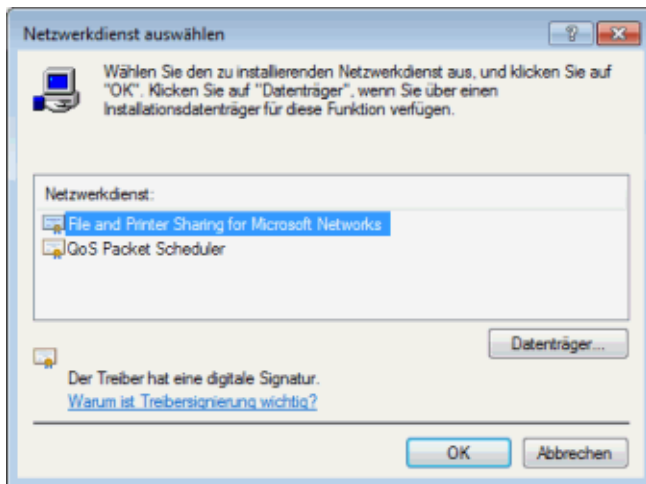 Netzwerkdienst auswählen
Wählen Sie den zu installierenden Netzwerkdienst aus, und klicken Sie auf
"OK". Klicken Sie auf "Datenträger", wenn Sie über einen
Installationsdatenträger für diese Funktion verfügen.
Netzwerkdienst:
File and Printer Sharing for Microsoft Networks
QoS Packet Scheduler
Datenträger...
Der Treiber hat eine digitale Signatur.
Warum ist Treibersignierung wichtig?
OK Abbrechen